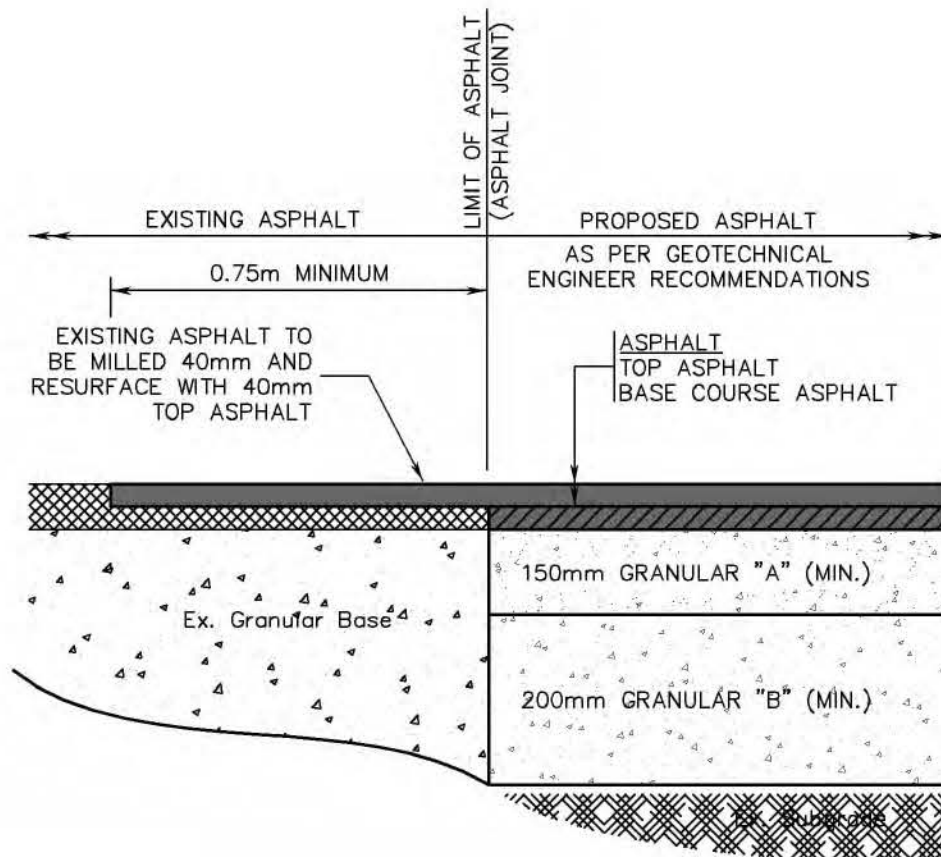 LIMIT OF ASPHALT
(ASPHALT JOINT)
EXISTING ASPHALT
PROPOSED ASPHALT
AS PER GEOTECHNICAL
ENGINEER RECOMMENDATIONS
0.75m MINIMUM
EXISTING ASPHALT TO
BE MILLED 40mm AND
RESURFACE WITH 40mm
TOP ASPHALT
ASPHALT
TOP ASPHALT
BASE COURSE ASPHALT
150mm GRANULAR "A" (MIN.)
Ex. Granular Base
200mm GRANULAR "B" (MIN.)
Ex. Subgrade